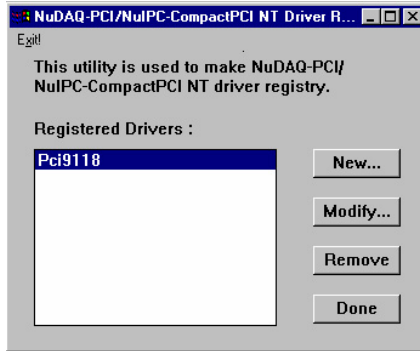 NuDAQ-PCI/NuIPC-CompactPCI NT Driver R...
Exit!
This utility is used to make NuDAQ-PCI/
NuIPC-CompactPCI NT driver registry.
Registered Drivers :
Pci9118
New...
Modify...
Remove
Done